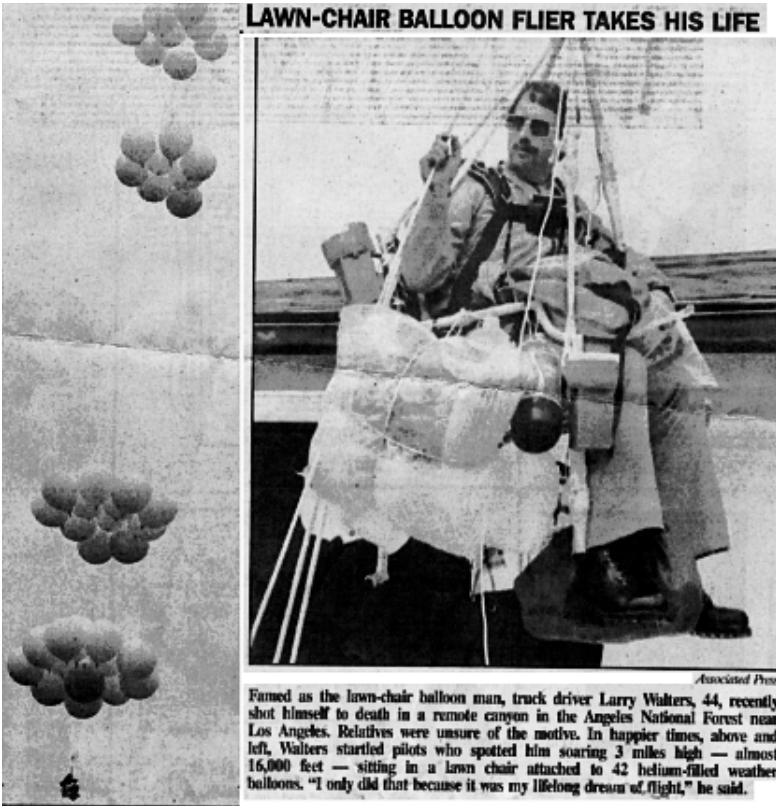 LAWN-CHAIR BALLOON FLIER TAKES HIS LIFE
Associated Press
Famed as the lawn-chair balloon man, truck driver Larry Walters, 44, recently
shot himself to death in a remote canyon in the Angeles National Forest near
Los Angeles. Relatives were unsure of the motive. In happier times, above and
left, Walters startled pilots who spotted him soaring 3 miles high — almost
16,000 feet — sitting in a lawn chair attached to 42 helium-filled weather
balloons. “I only did that because it was my lifelong dream of flight,” he said.